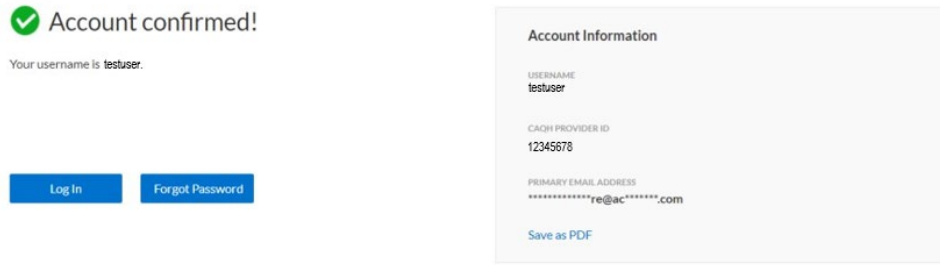 Account confirmed!
Your username is testuser.
Log In
Forgot Password
Account Information
USERNAME
testuser
CAQH PROVIDER ID
12345678
PRIMARY EMAIL ADDRESS
*************re@ac*******.com
Save as PDF